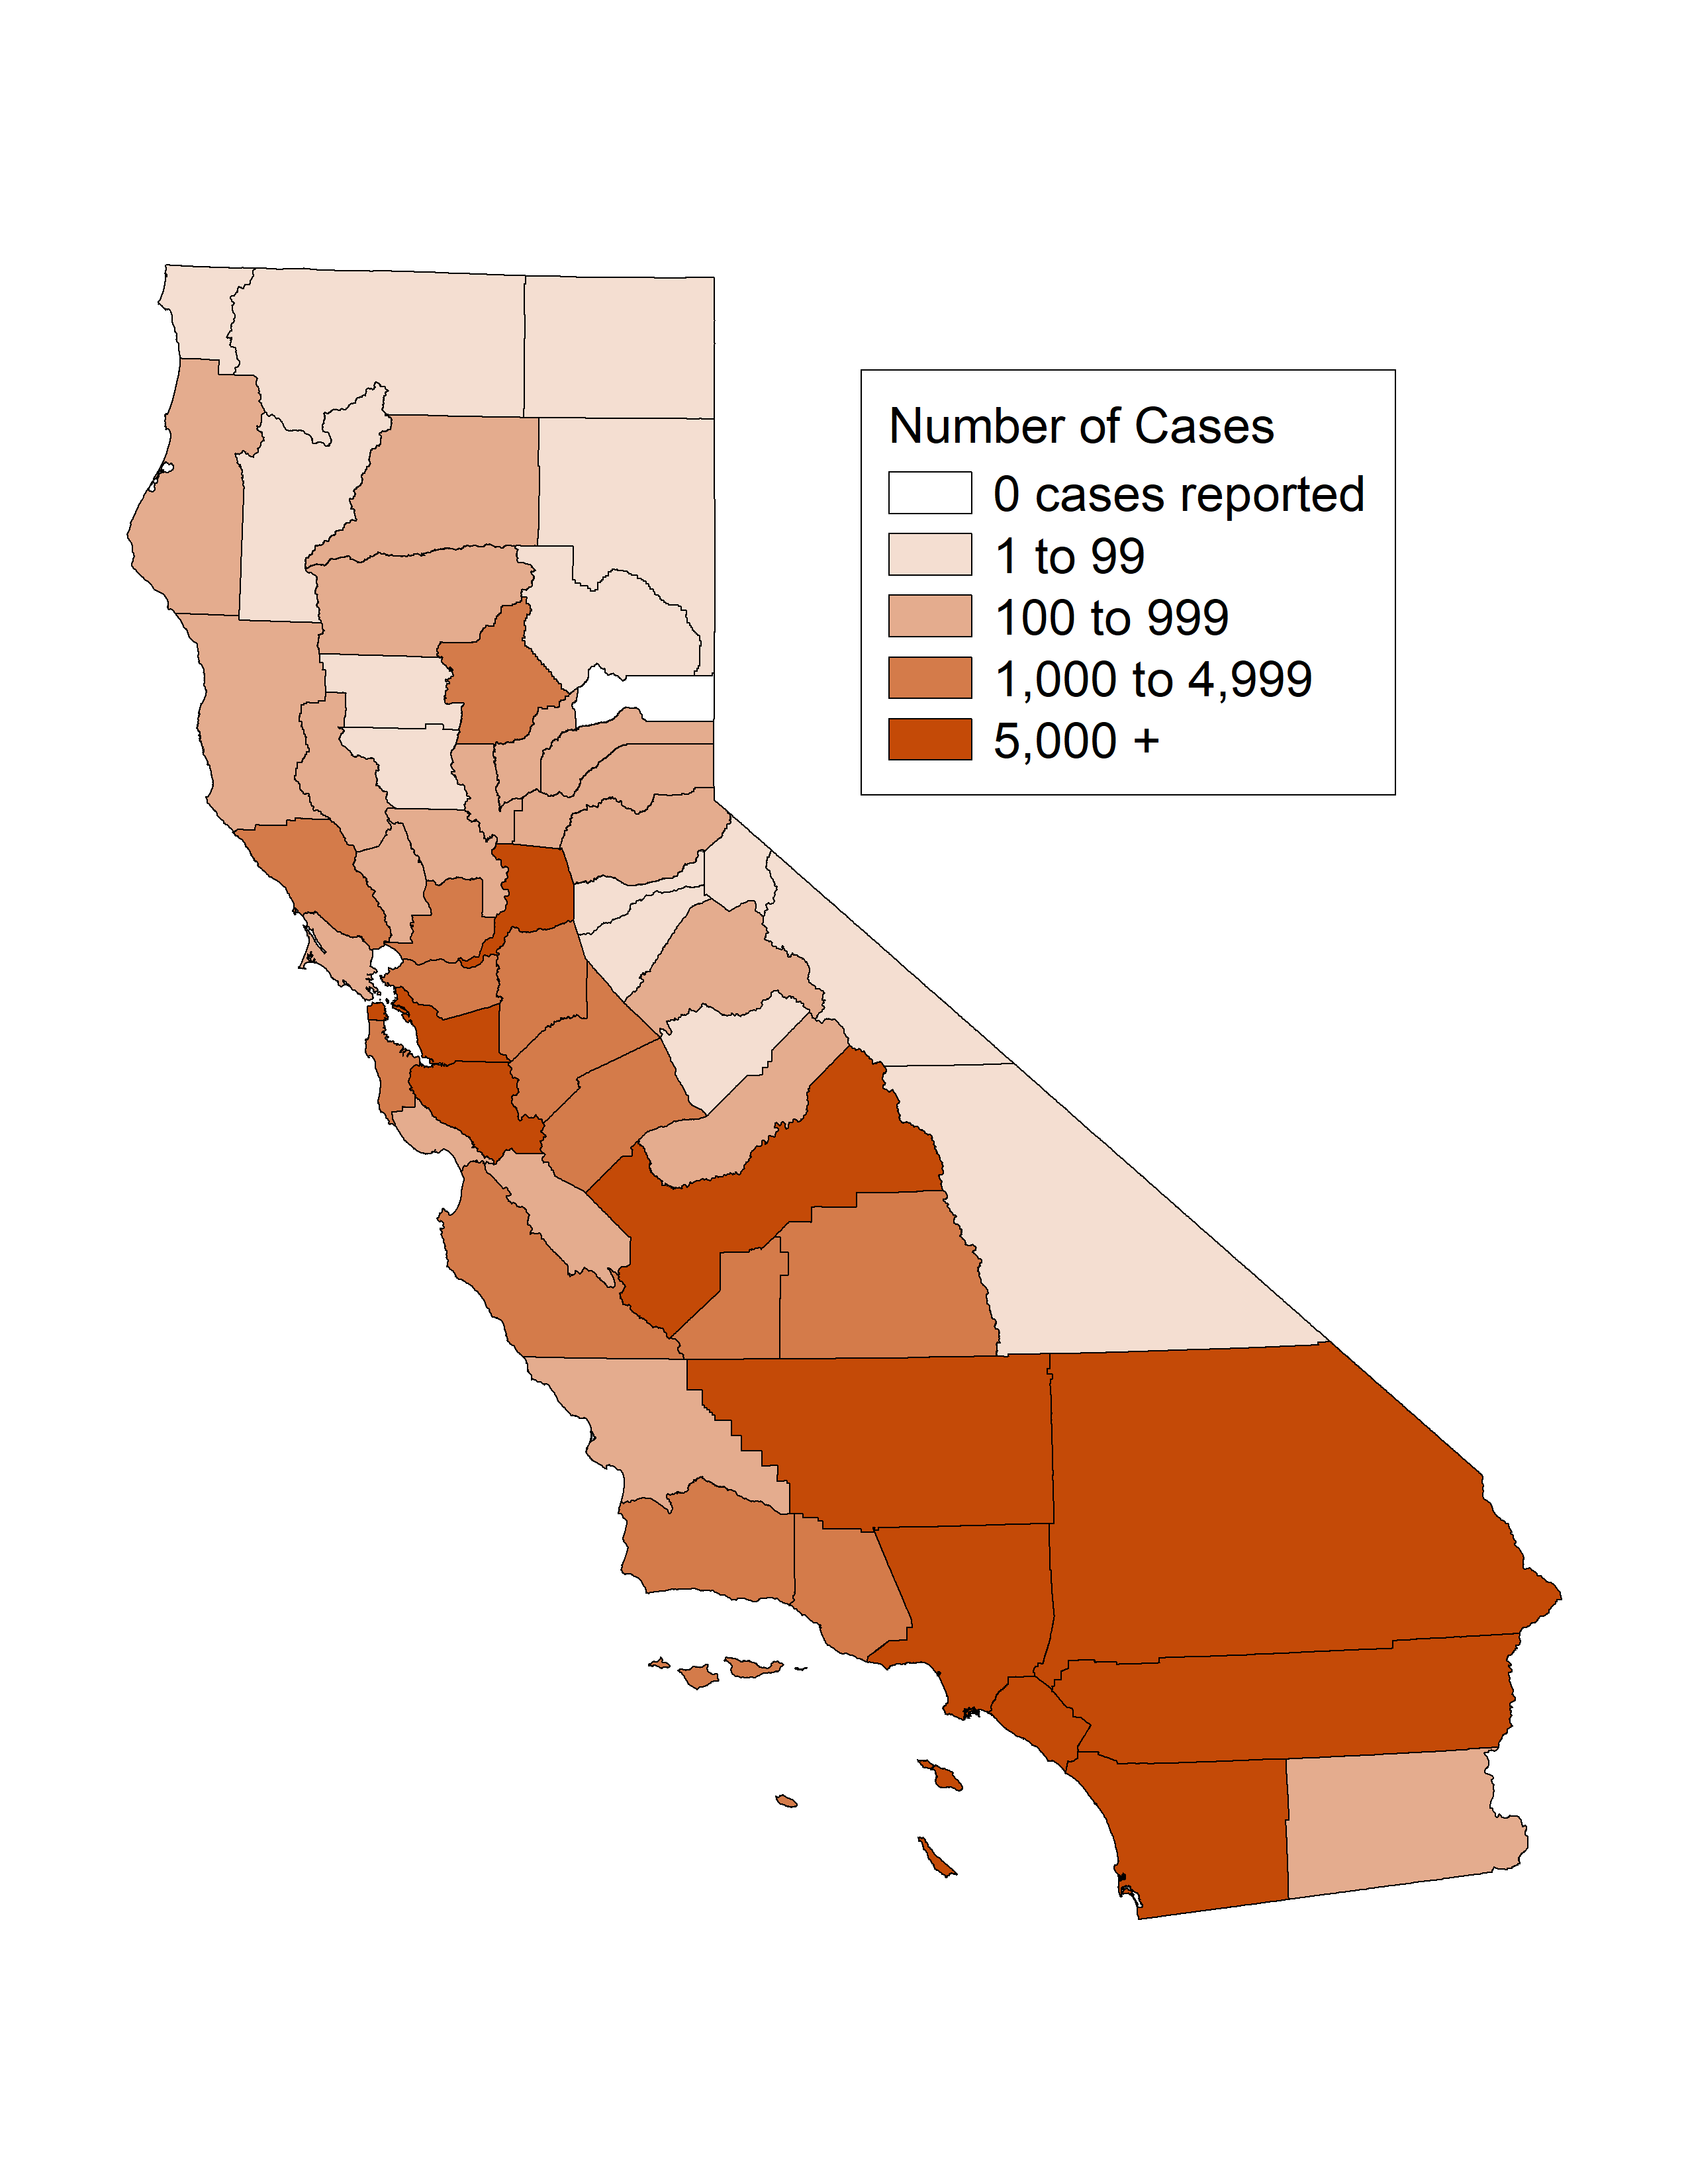 Number of Cases
0 cases reported
1 to 99
100 to 999
1,000 to 4,999
5,000 +